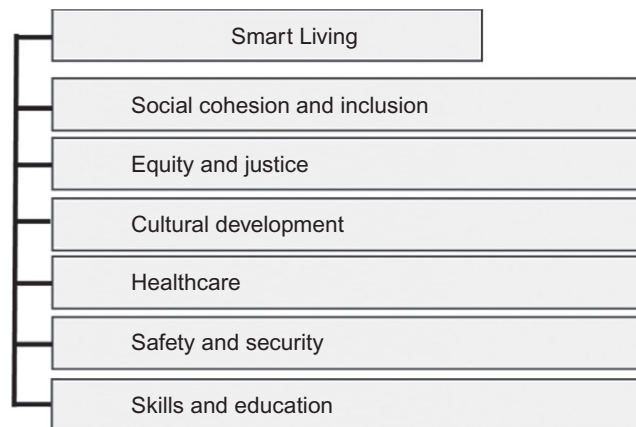 Smart Living
Social cohesion and inclusion
Equity and justice
Cultural development
Healthcare
Safety and security
Skills and education